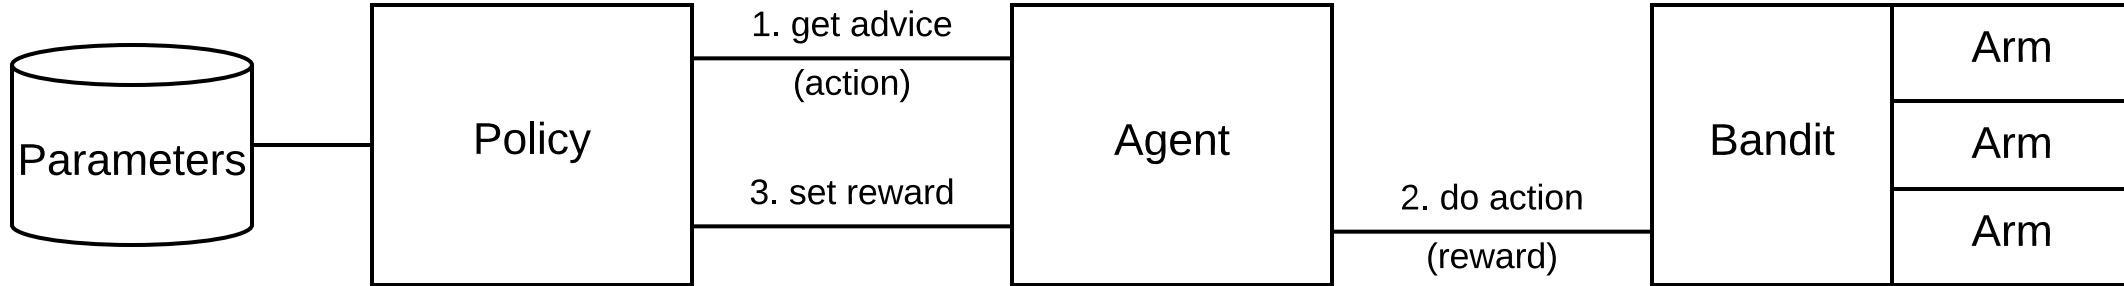 Parameters
Policy
1. get advice
(action)
3. set reward
Agent
2. do action
(reward)
Bandit
Arm
Arm
Arm